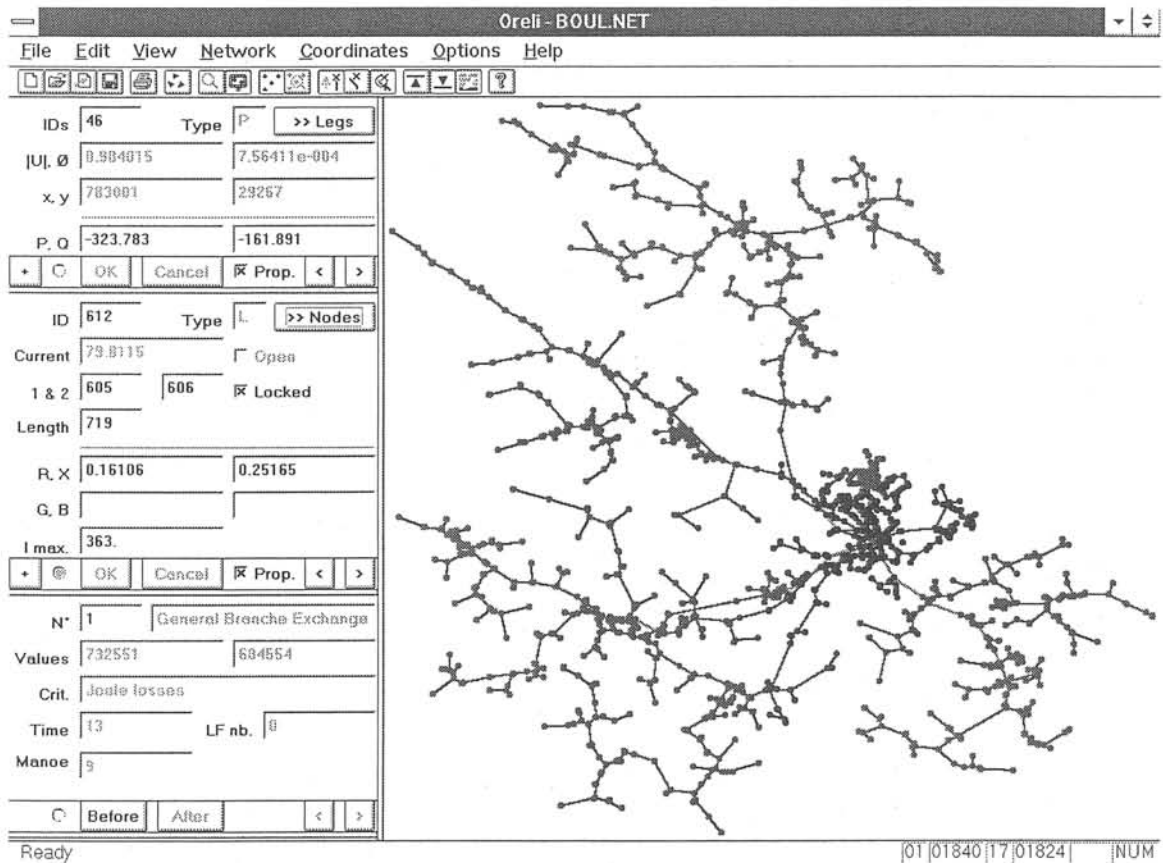 Oreli - BOUL.NET
File Edit View Network Coordinates Options Help
IDs 46 Type P >> Legs
|U|, Ø 0.984015 7.56411e-004
x, y 783001 29267
P, Q -323.783 -161.891
+ OK Cancel Prop. < >
ID 612 Type L >> Nodes
Current 79.8115 Open
1 & 2 605 606 Locked
Length 719
R, X 0.16106 0.25165
G, B
I max. 363.
+ OK Cancel Prop. < >
N° 1 General Branche Exchange
Values 732551 684554
Crit. Joule losses
Time 13 LF nb. 8
Manoe 9
Before After < >
Ready 01 01840 17 01824 NUM